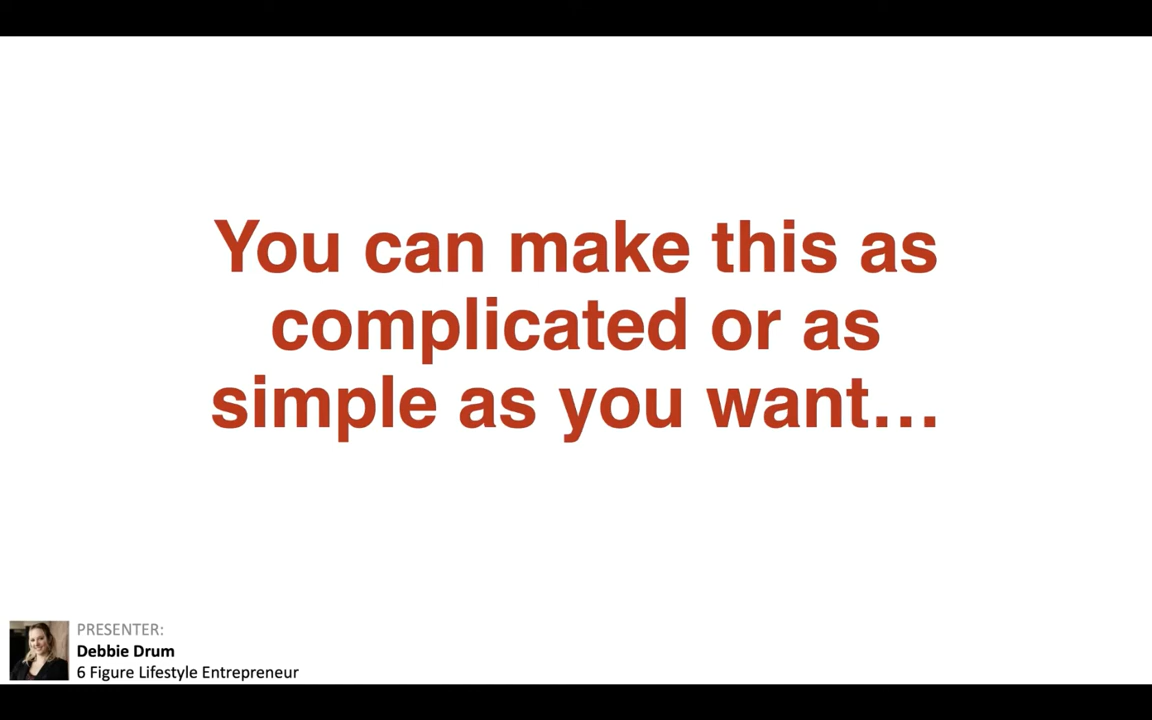 You can make this as
complicated or as
simple as you want…
PRESENTER:
Debbie Drum
6 Figure Lifestyle Entrepreneur